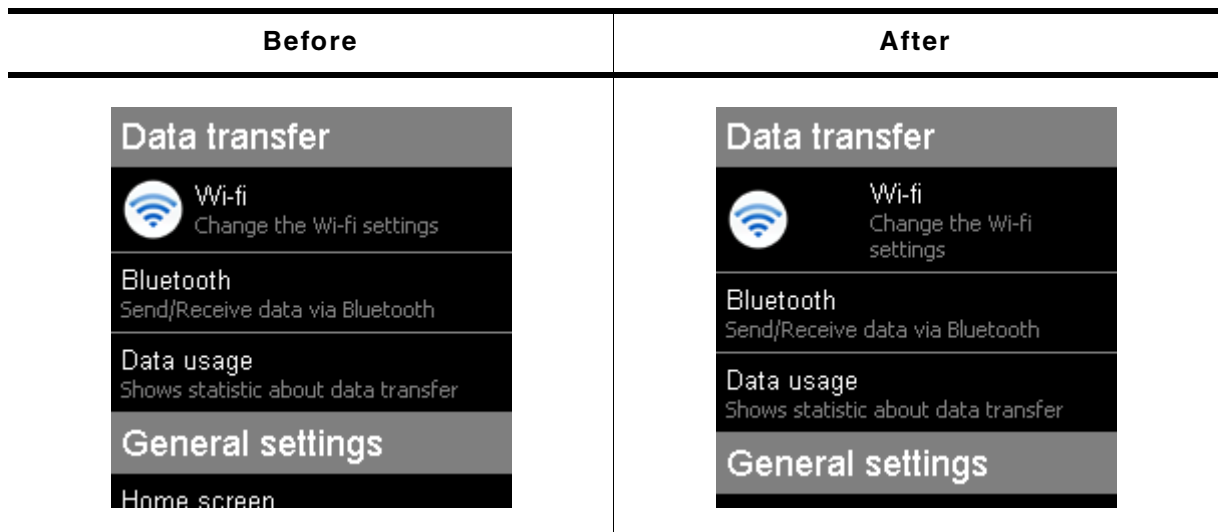 Before
After
Data transfer
Wi-fi
Change the Wi-fi settings
Bluetooth
Send/Receive data via Bluetooth
Data usage
Shows statistic about data transfer
General settings
Home screen
Data transfer
Wi-fi
Change the Wi-fi
settings
Bluetooth
Send/Receive data via Bluetooth
Data usage
Shows statistic about data transfer
General settings